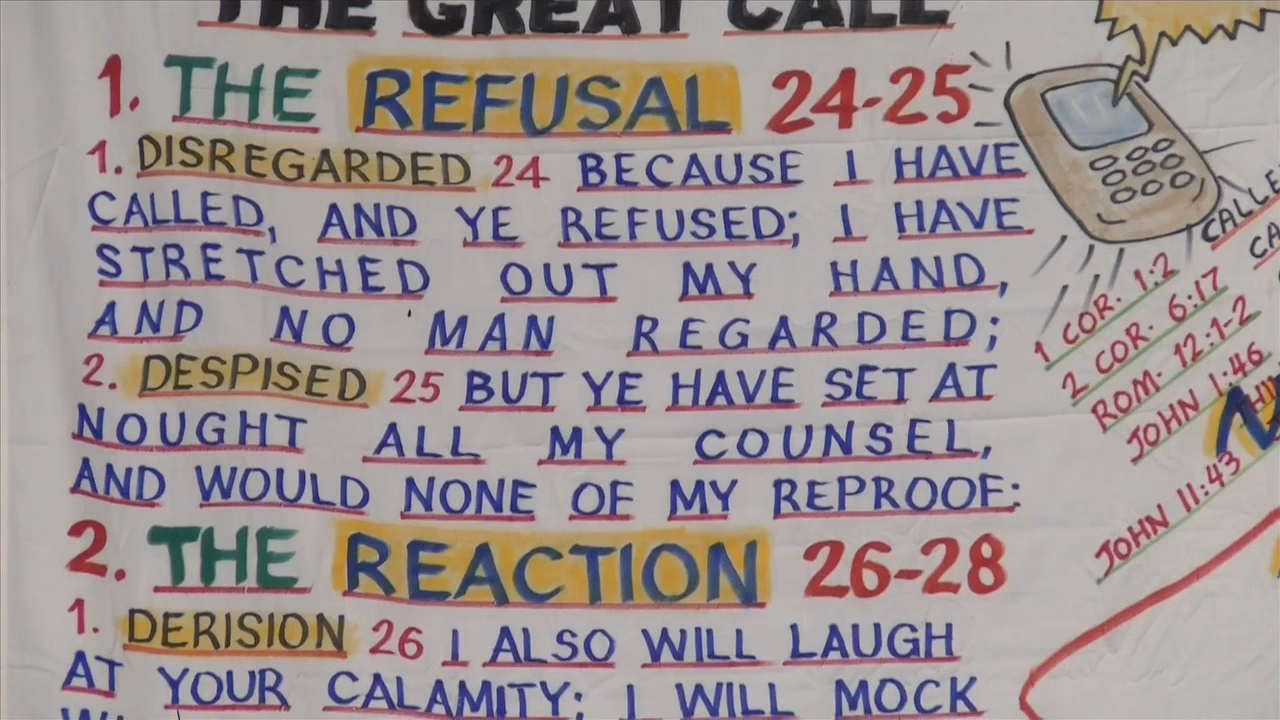 THE GREAT CALL
1. THE REFUSAL 24-25
1. DISREGARDED 24 BECAUSE I HAVE
CALLED, AND YE REFUSED; I HAVE
STRETCHED OUT MY HAND,
AND NO MAN REGARDED;
2. DESPISED 25 BUT YE HAVE SET AT
NOUGHT ALL MY COUNSEL,
AND WOULD NONE OF MY REPROOF:
2. THE REACTION 26-28
1. DERISION 26 I ALSO WILL LAUGH
AT YOUR CALAMITY; I WILL MOCK
1 COR. 1:2
2 COR. 6:17
ROM. 12:1-2
JOHN 1:46
JOHN 11:43